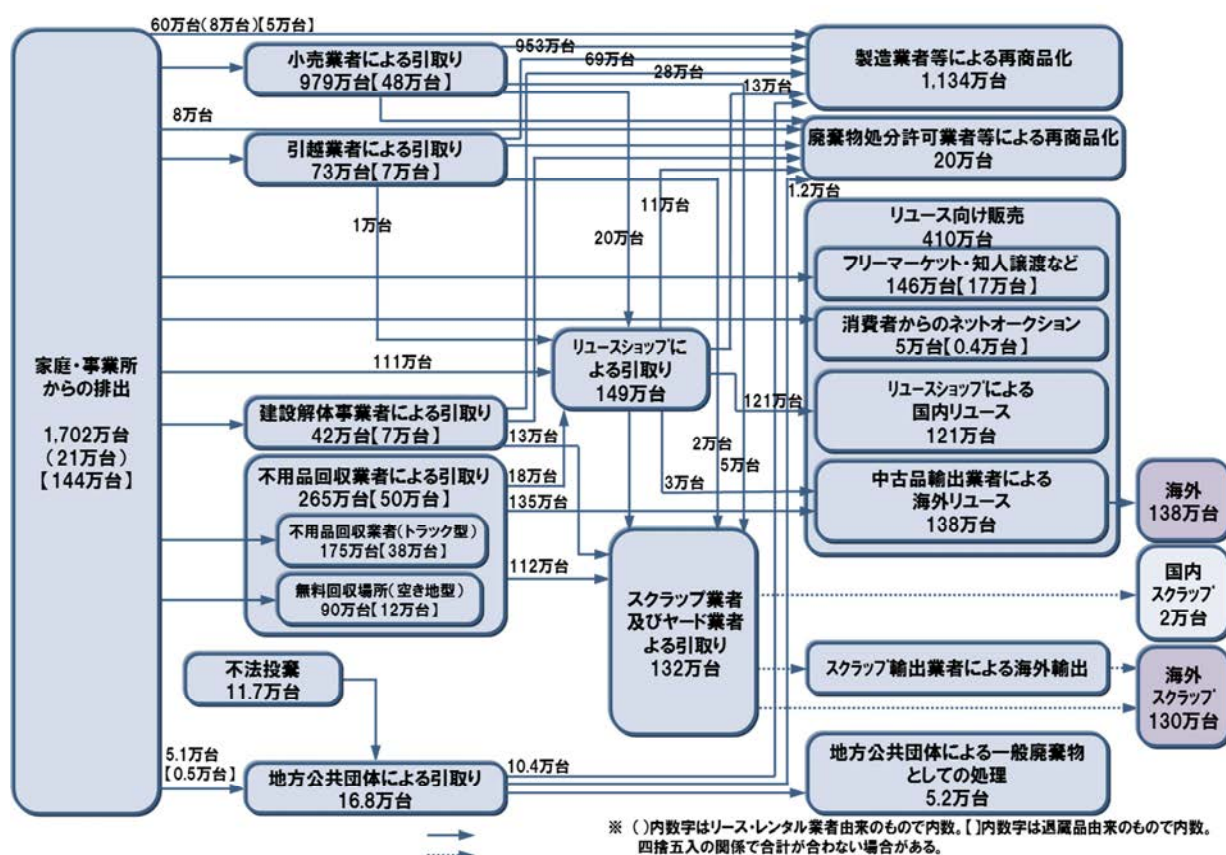 60万台(8万台)【5万台】
家庭・事業所
からの排出
1,702万台
(21万台)
【144万台】
小売業者による引取り
979万台【48万台】
953万台
69万台
28万台
13万台
製造業者等による再商品化
1,134万台
8万台
引越業者による引取り
73万台【7万台】
廃棄物処分許可業者等による再商品化
20万台
1万台
20万台
11万台
1.2万台
リユース向け販売
410万台
フリーマーケット・知人譲渡など
146万台【17万台】
消費者からのネットオークション
5万台【0.4万台】
リユースショップに
よる引取り
149万台
111万台
121万台
リユースショップによる
国内リユース
121万台
建設解体事業者による引取り
42万台【7万台】
13万台
2万台
5万台
不用品回収業者による引取り
265万台【50万台】
18万台
135万台
3万台
中古品輸出業者による
海外リユース
138万台
海外
138万台
不用品回収業者(トラック型)
175万台【38万台】
無料回収場所(空き地型)
90万台【12万台】
112万台
スクラップ業者
及びヤード業者
よる引取り
132万台
国内
スクラップ
2万台
スクラップ輸出業者による海外輸出
海外
スクラップ
130万台
不法投棄
11.7万台
5.1万台
【0.5万台】
地方公共団体による引取り
16.8万台
10.4万台
地方公共団体による一般廃棄物
としての処理
5.2万台
※ ( )内数字はリース・レンタル業者由来のもので内数。【 】内数字は退蔵品由来のもので内数。
四捨五入の関係で合計が合わない場合がある。